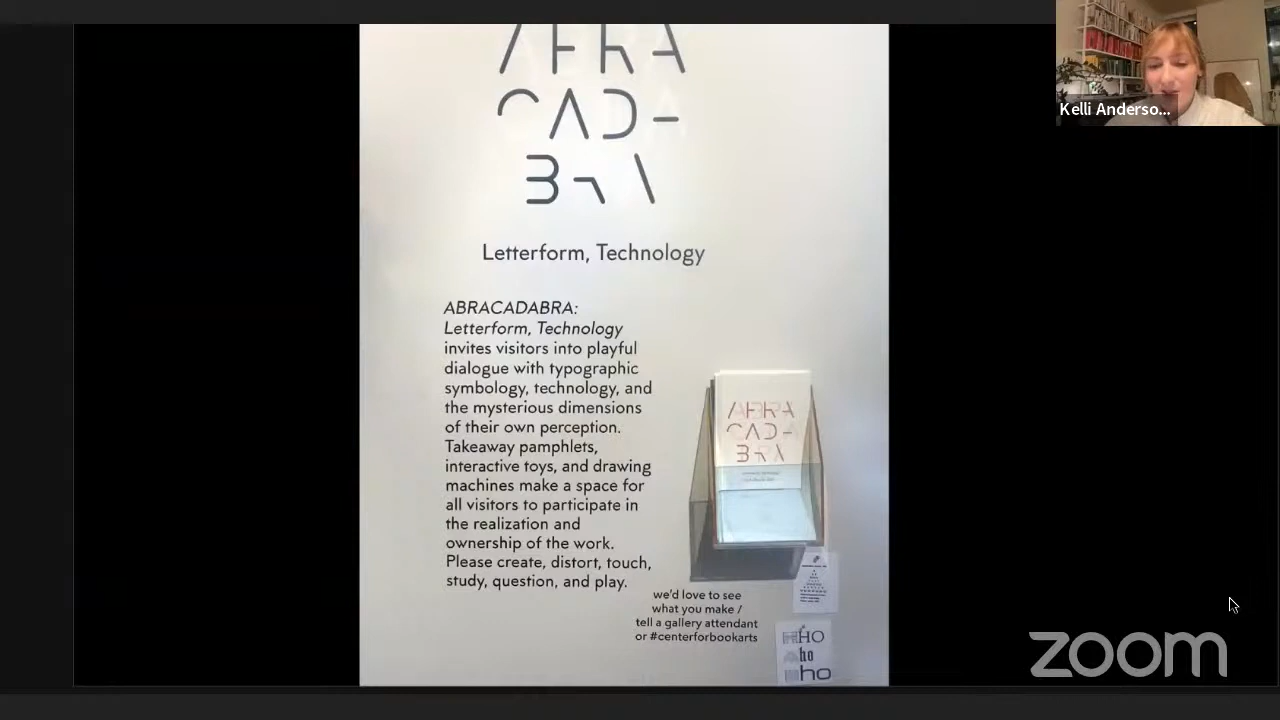 ABRA
CADA
BRA
Letterform, Technology
ABRACADABRA:
Letterform, Technology
invites visitors into playful
dialogue with typographic
symbology, technology, and
the mysterious dimensions
of their own perception.
Takeaway pamphlets,
interactive toys, and drawing
machines make a space for
all visitors to participate in
the realization and
ownership of the work.
Please create, distort, touch,
study, question, and play.
we'd love to see
what you make /
tell a gallery attendant
or #centerforbookarts
ABRA
CADA
BRA
HO
ho
ho
Kelli Anderso...
zoom